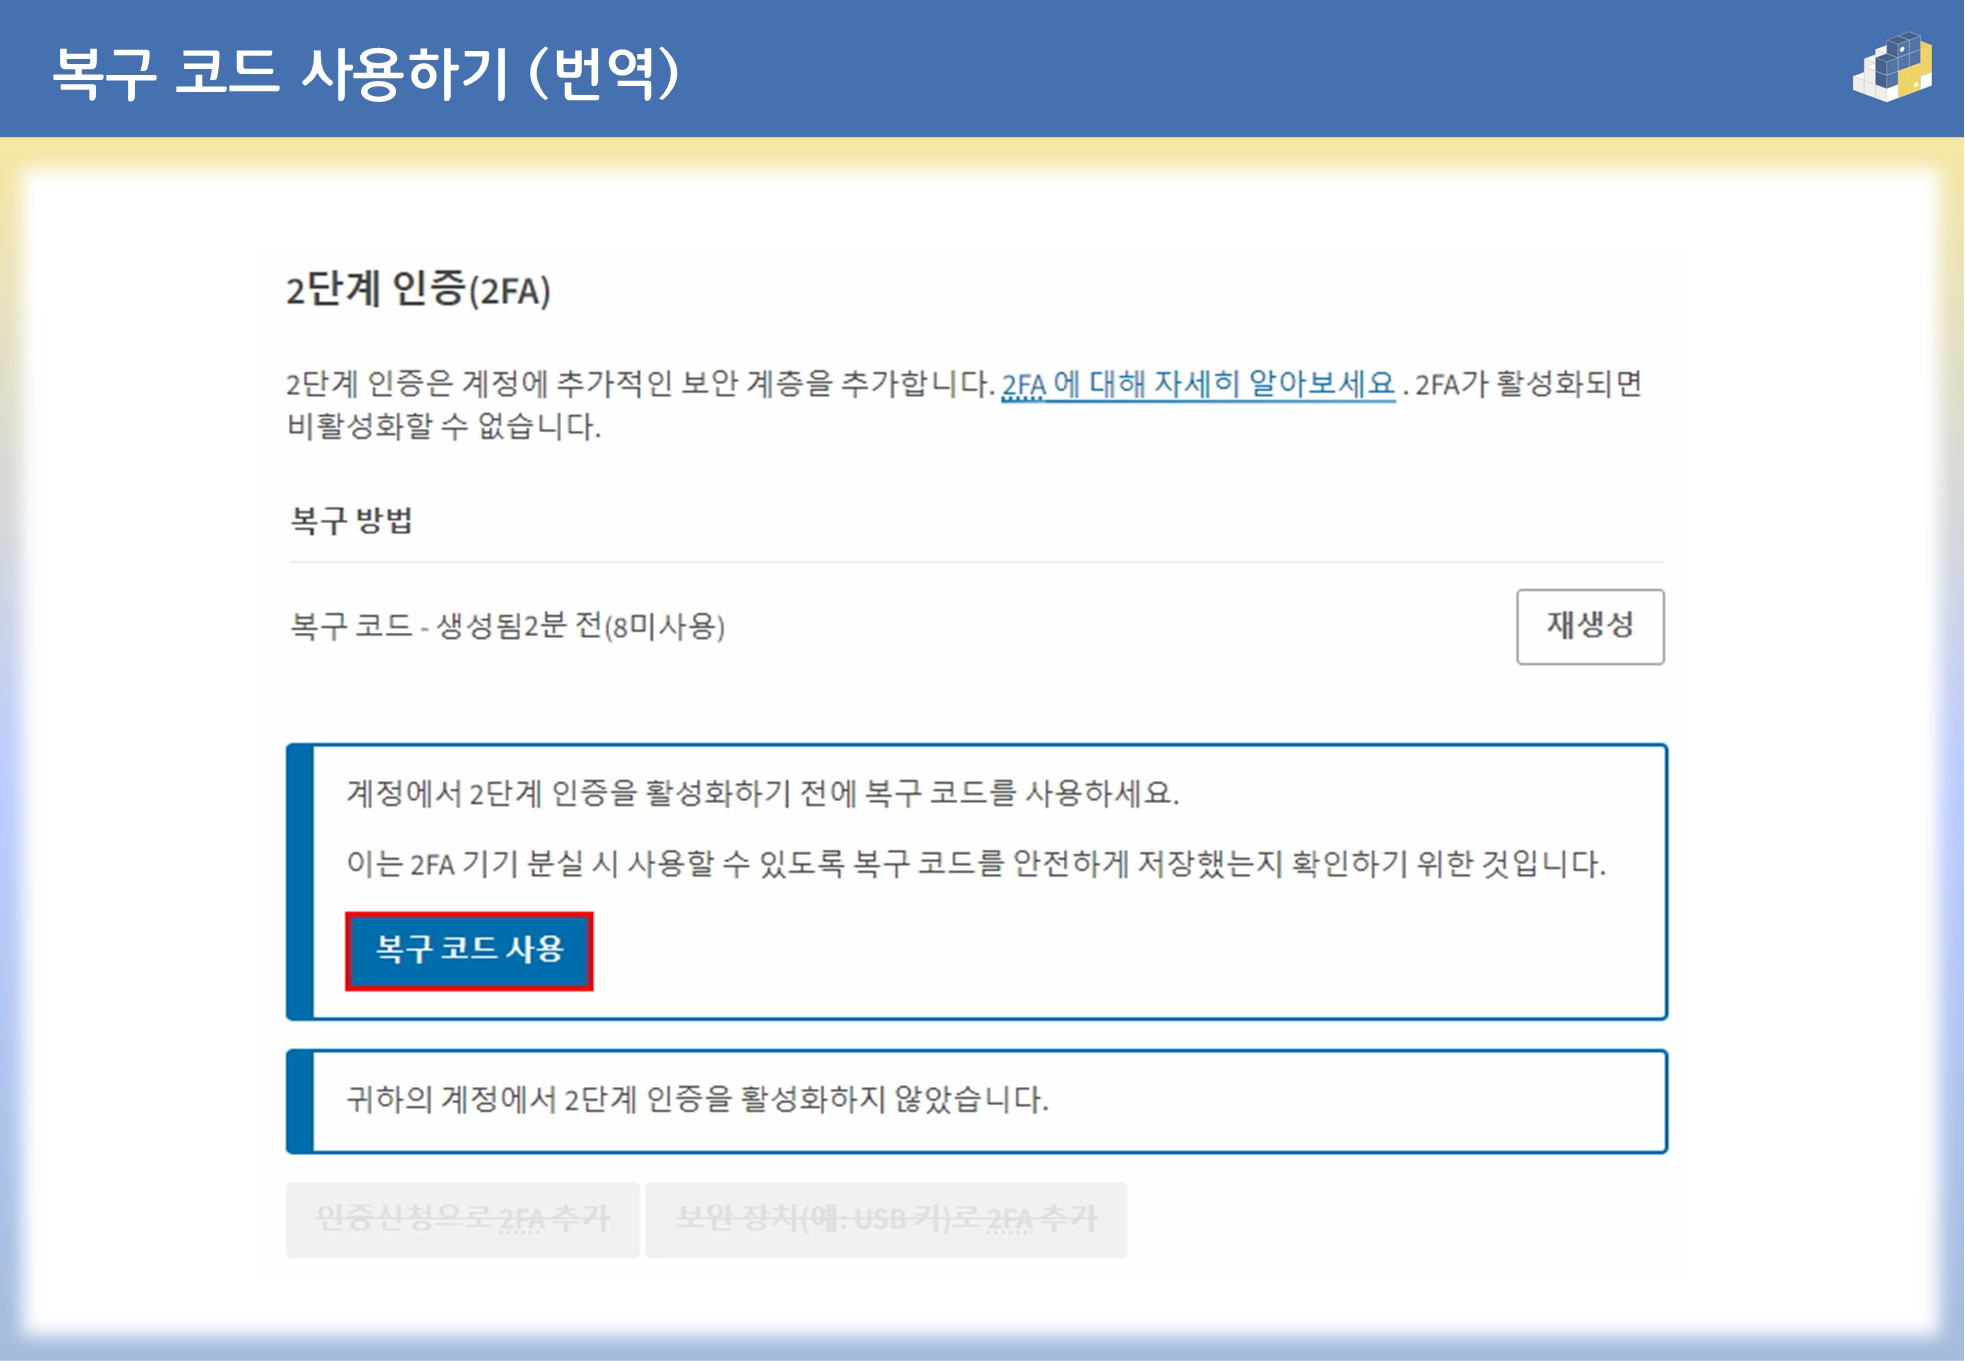 복구 코드 사용하기 (번역)
2단계 인증(2FA)
2단계 인증은 계정에 추가적인 보안 계층을 추가합니다. 2FA 에 대해 자세히 알아보세요 . 2FA가 활성화되면
비활성화할 수 없습니다.
복구 방법
복구 코드 - 생성됨2분 전(8미사용)
재생성
계정에서 2단계 인증을 활성화하기 전에 복구 코드를 사용하세요.
이는 2FA 기기 분실 시 사용할 수 있도록 복구 코드를 안전하게 저장했는지 확인하기 위한 것입니다.
복구 코드 사용
귀하의 계정에서 2단계 인증을 활성화하지 않았습니다.
인증신청으로 2FA 추가 보안 장치(예: USB 키)로 2FA 추가